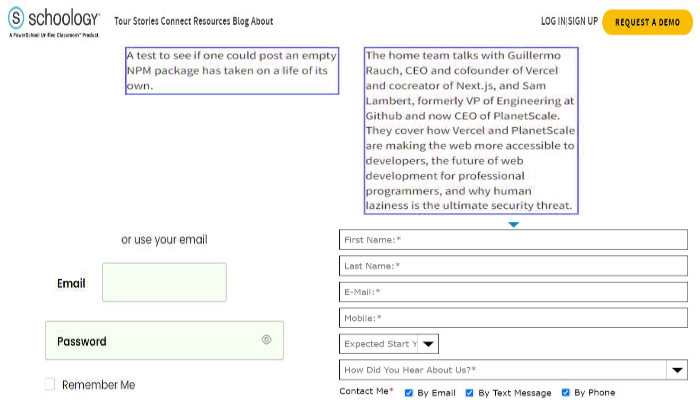 schoology®
A PowerSchool Unified Classroom™ Product
Tour Stories Connect Resources Blog About
LOG IN|SIGN UP
REQUEST A DEMO
A test to see if one could post an empty
NPM package has taken on a life of its
own.
The home team talks with Guillermo
Rauch, CEO and cofounder of Vercel
and cocreator of Next.js, and Sam
Lambert, formerly VP of Engineering at
Github and now CEO of PlanetScale.
They cover how Vercel and PlanetScale
are making the web more accessible to
developers, the future of web
development for professional
programmers, and why human
laziness is the ultimate security threat.
or use your email
Email
Password
Remember Me
First Name:*
Last Name:*
E-Mail:*
Mobile:*
Expected Start Y
How Did You Hear About Us?*
Contact Me* By Email By Text Message By Phone